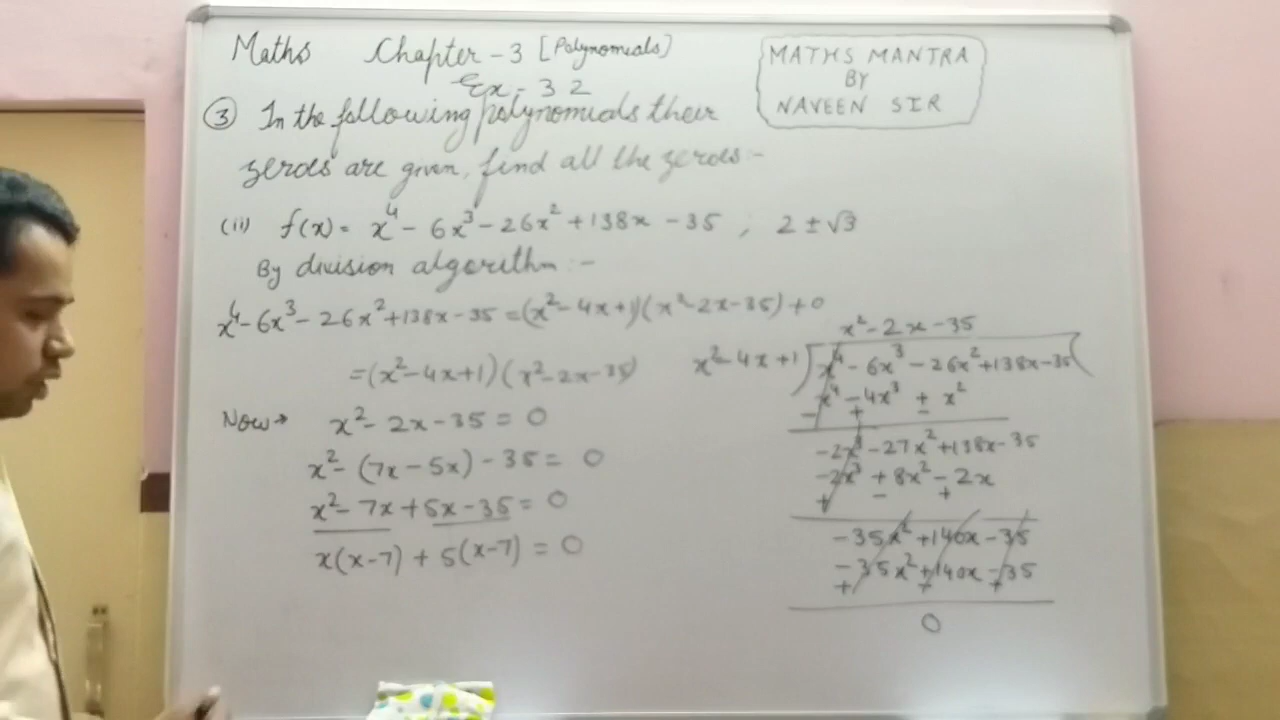 Maths Chapter - 3 [Polynomials]
Ex - 3 2
MATHS MANTRA
BY
NAVEEN SIR
③ In the following polynomials their
zeroes are given, find all the zeroes :-
(ii) f(x) = x⁴ - 6x³ - 26x² + 138x - 35 , 2 ± √3
By division algorithm :-
x⁴ - 6x³ - 26x² + 138x - 35 = (x² - 4x + 1)(x² - 2x - 35) + 0
= (x² - 4x + 1)(x² - 2x - 35)
Now → x² - 2x - 35 = 0
x² - (7x - 5x) - 35 = 0
x² - 7x + 5x - 35 = 0
x(x - 7) + 5(x - 7) = 0
x² - 2x - 35
x² - 4x + 1 ) x⁴ - 6x³ - 26x² + 138x - 35 (
x⁴ - 4x³ + x²
- + -
-2x³ - 27x² + 138x - 35
-2x³ + 8x² - 2x
+ - +
-35x² + 140x - 35
-35x² + 140x - 35
+ - +
0